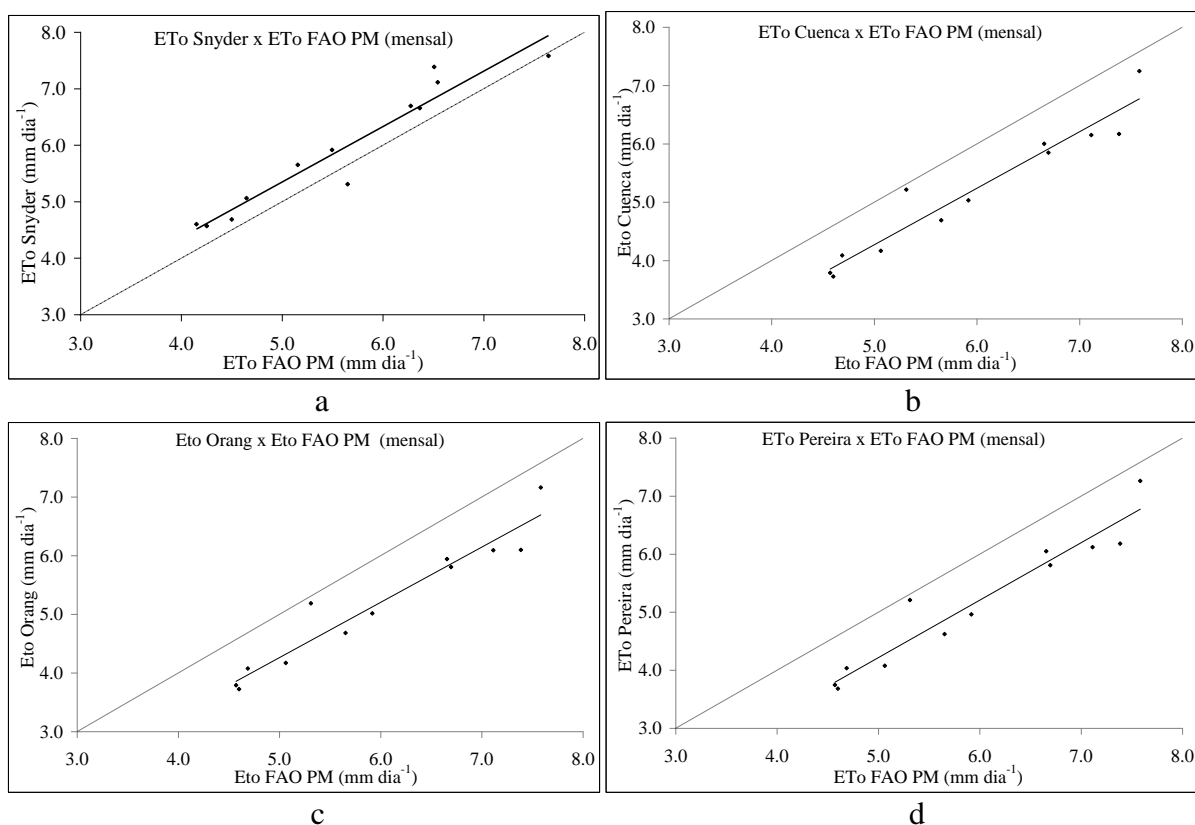 ETo Snyder x ETo FAO PM (mensal)
8.0
7.0
6.0
5.0
4.0
3.0
ETo Snyder (mm dia-1)
3.0 4.0 5.0 6.0 7.0 8.0
ETo FAO PM (mm dia-1)
a
ETo Cuenca x ETo FAO PM (mensal)
8.0
7.0
6.0
5.0
4.0
3.0
Eto Cuenca (mm dia-1)
3.0 4.0 5.0 6.0 7.0 8.0
Eto FAO PM (mm dia-1)
b
Eto Orang x Eto FAO PM (mensal)
8.0
7.0
6.0
5.0
4.0
3.0
Eto Orang (mm dia-1)
3.0 4.0 5.0 6.0 7.0 8.0
Eto FAO PM (mm dia-1)
c
ETo Pereira x ETo FAO PM (mensal)
8.0
7.0
6.0
5.0
4.0
3.0
ETo Pereira (mm dia-1)
3.0 4.0 5.0 6.0 7.0 8.0
ETo FAO PM (mm dia-1)
d